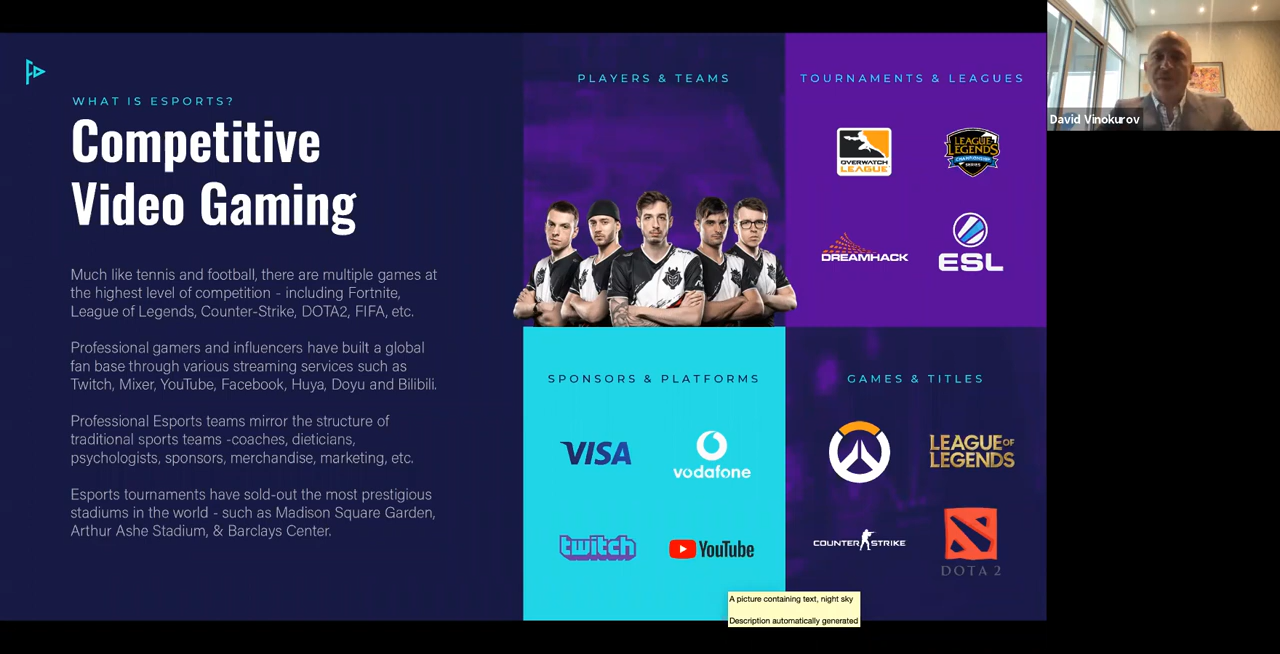 WHAT IS ESPORTS?
Competitive
Video Gaming
Much like tennis and football, there are multiple games at
the highest level of competition - including Fortnite,
League of Legends, Counter-Strike, DOTA2, FIFA, etc.
Professional gamers and influencers have built a global
fan base through various streaming services such as
Twitch, Mixer, YouTube, Facebook, Huya, Doyu and Bilibili.
Professional Esports teams mirror the structure of
traditional sports teams -coaches, dieticians,
psychologists, sponsors, merchandise, marketing, etc.
Esports tournaments have sold-out the most prestigious
stadiums in the world - such as Madison Square Garden,
Arthur Ashe Stadium, & Barclays Center.
PLAYERS & TEAMS
TOURNAMENTS & LEAGUES
OVERWATCH
LEAGUE
LEAGUE
OF
LEGENDS
CHAMPIONSHIP
SERIES
DREAMHACK
ESL
SPONSORS & PLATFORMS
VISA
vodafone
twitch
YouTube
GAMES & TITLES
LEAGUE OF
LEGENDS
COUNTER STRIKE
DOTA 2
A picture containing text, night sky
Description automatically generated
David Vinokurov